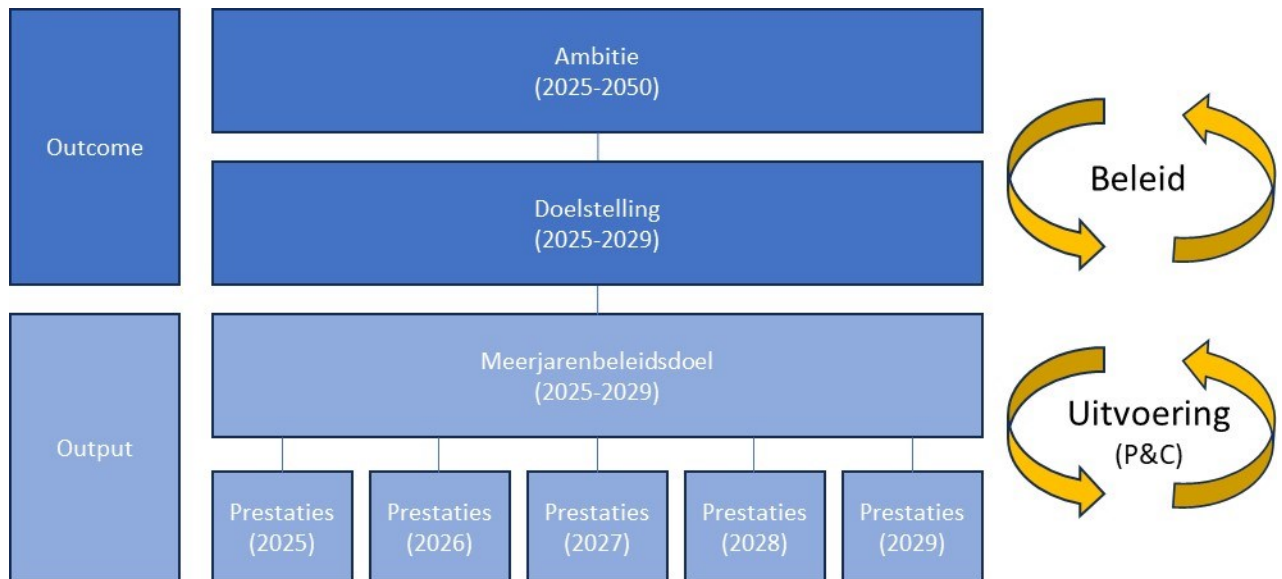 Outcome
Ambitie
(2025-2050)
Doelstelling
(2025-2029)
Beleid
Output
Meerjarenbeleidsdoel
(2025-2029)
Prestaties
(2025)
Prestaties
(2026)
Prestaties
(2027)
Prestaties
(2028)
Prestaties
(2029)
Uitvoering
(P&C)